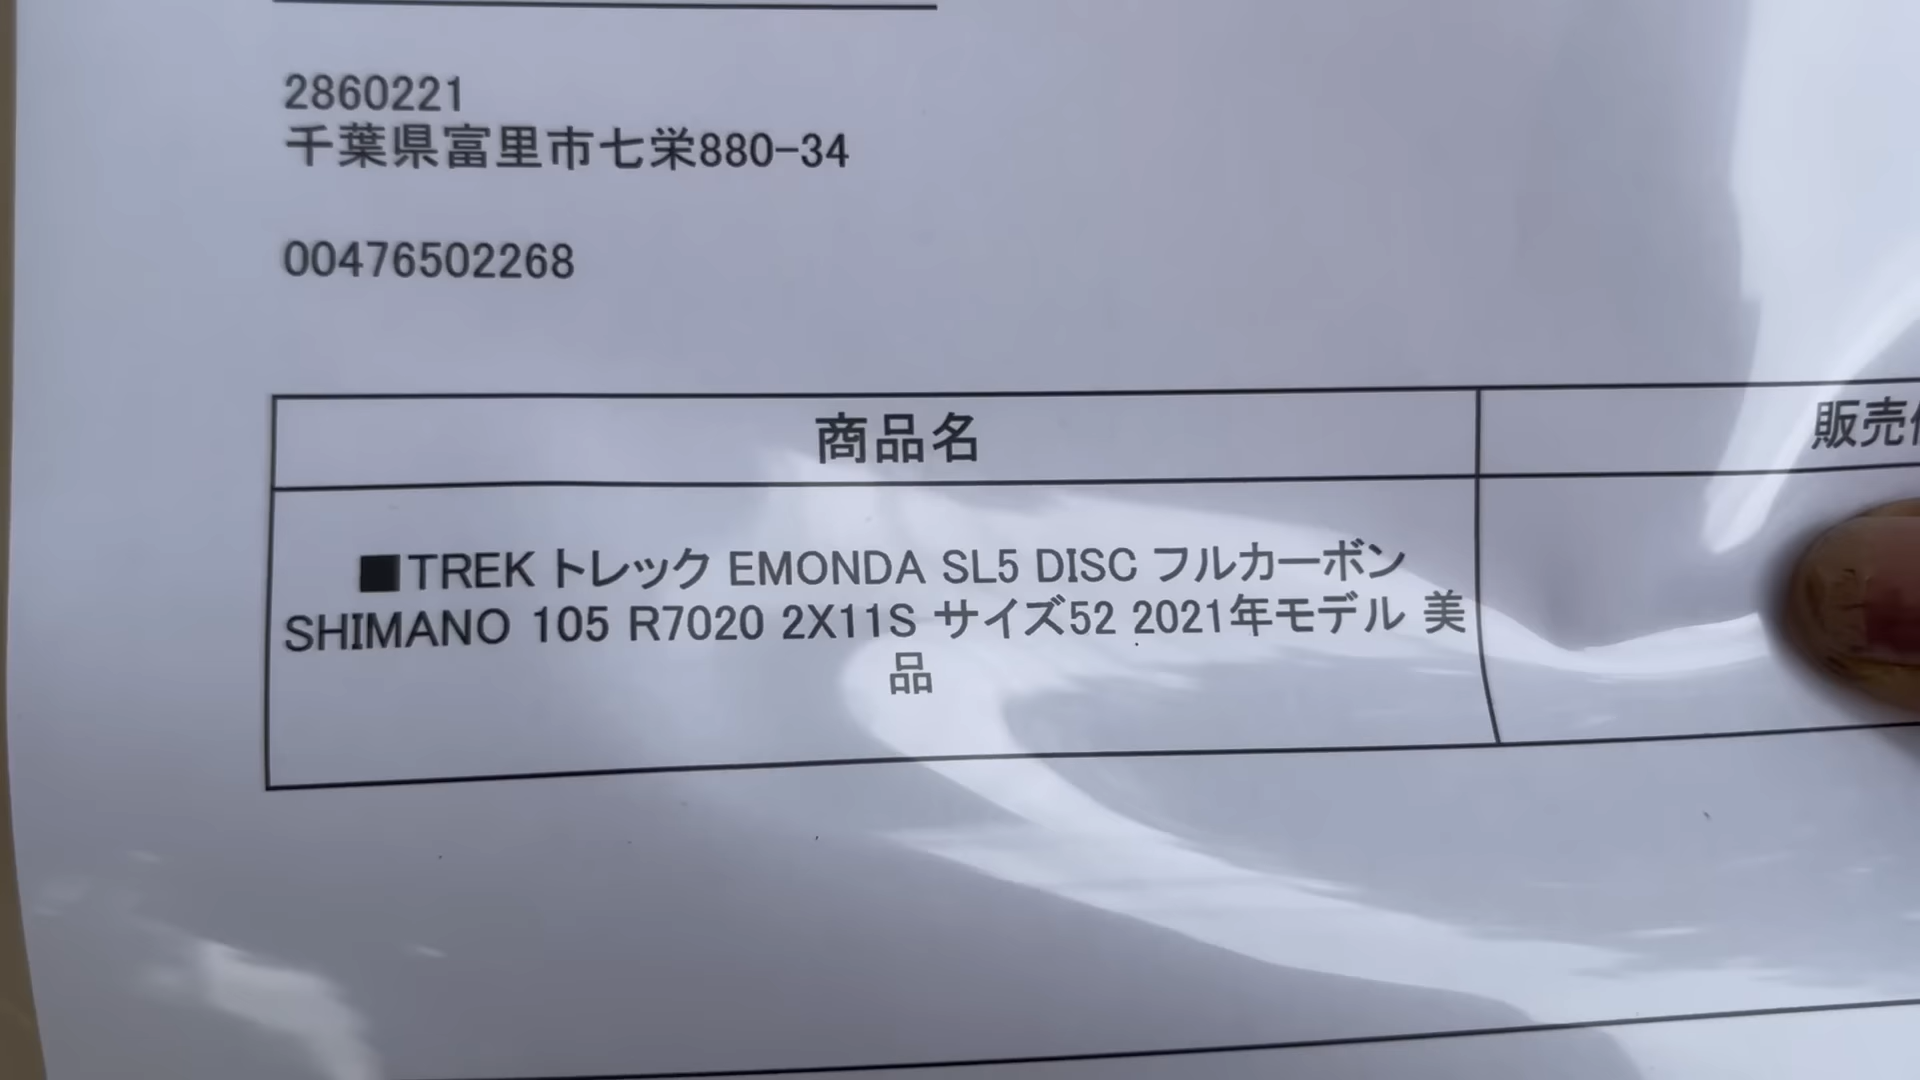 2860221
千葉県富里市七栄880-34
00476502268
商品名
販売
■TREK トレック EMONDA SL5 DISC フルカーボン
SHIMANO 105 R7020 2X11S サイズ52 2021年モデル 美
品